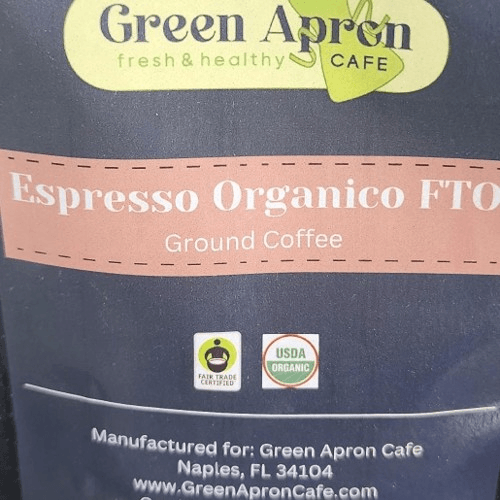 Green Apron
fresh & healthy CAFE
Espresso Organico FTO
Ground Coffee
FAIR TRADE
CERTIFIED
USDA
ORGANIC
Manufactured for: Green Apron Cafe
Naples, FL 34104
www.GreenApronCafe.com